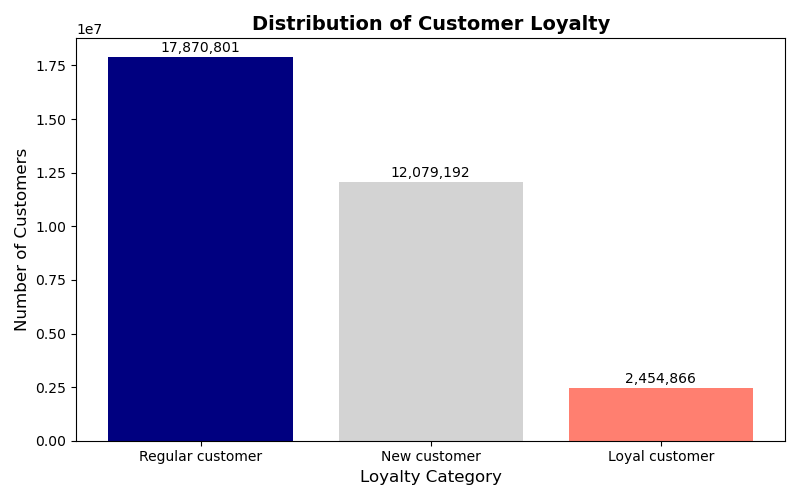 Distribution of Customer Loyalty
1e7
17,870,801
12,079,192
2,454,866
1.75
1.50
1.25
1.00
0.75
0.50
0.25
0.00
Number of Customers
Regular customer
New customer
Loyal customer
Loyalty Category